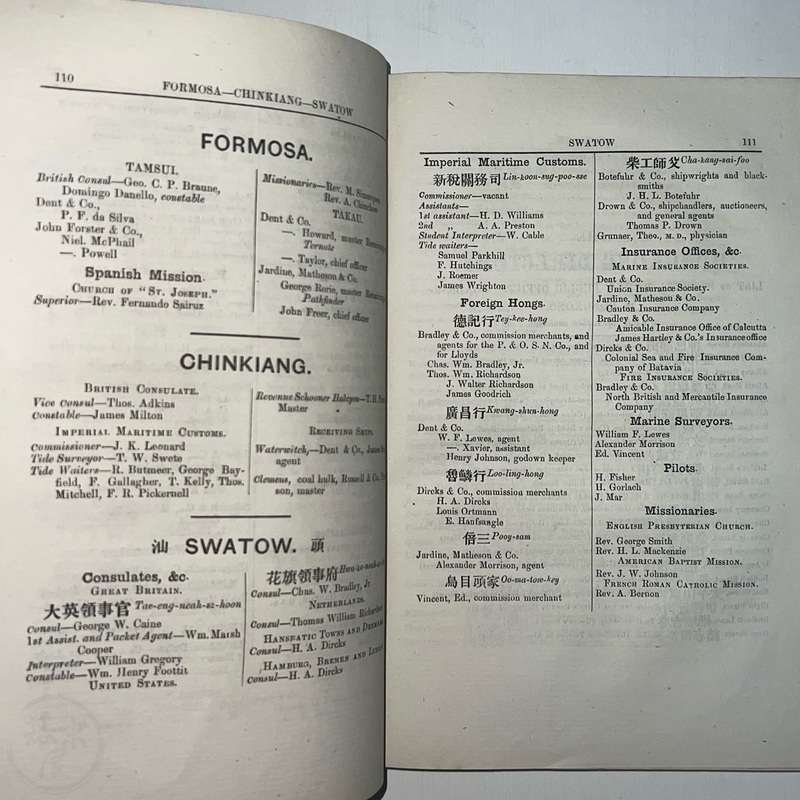 110
FORMOSA—CHINKIANG—SWATOW
FORMOSA.
TAMSUI.
British Consul—Geo. C. P. Braune,
Domingo Danello, constable
Dent & Co.,
P. F. da Silva
John Forster & Co.,
Niel. McPhail
—. Powell
Spanish Mission.
CHURCH OF "ST. JOSEPH."
Superior—Rev. Fernando Sairuz
Missionaries—Rev. M.
Rev. A.
TAKAU.
Dent & Co.
—. Howard, master
Ternate
—. Taylor, chief officer
Jardine, Matheson & Co.
George Rorie, master
Pathfinder
John Freer, chief officer
CHINKIANG.
BRITISH CONSULATE.
Vice Consul—Thos. Adkins
Constable—James Milton
IMPERIAL MARITIME CUSTOMS.
Commissioner—J. K. Leonard
Tide Surveyor—T. W. Swete
Tide Waiters—R. Butmeer, George Bay-
field, F. Gallagher, T. Kelly, Thos.
Mitchell, F. R. Pickernell
Revenue Schooner Halcyon—T. H.
Master
RECEIVING SHIPS.
Waterwitch,—Dent & Co.,
agent
Clemens, coal hulk, Russell & Co.
son, master
汕 SWATOW. 頭
Consulates, &c.
GREAT BRITAIN.
大英領事官 Tae-eng-neah-sz-hoon
Consul—George W. Caine
1st Assist. and Packet Agent—Wm. Marsh
Cooper
Interpreter—William Gregory
Constable—Wm. Henry Foottit
UNITED STATES.
花旗領事府
Consul—Chas. W. Bradley, Jr
NETHERLANDS.
Consul—Thomas William Richardson
HANSEATIC TOWNS AND
Consul—H. A. Dircks
HAMBURG, BREMEN AND
Consul—H. A. Dircks
SWATOW
111
Imperial Maritime Customs.
新稅關務司 Lin-koon-sug-poo-sse
Commissioner—vacant
Assistants—
1st assistant—H. D. Williams
2nd „ A. A. Preston
Student Interpreter—W. Cable
Tide waiters—
Samuel Parkhill
F. Hutchings
J. Roemer
James Wright
Foreign Hongs.
德記行 Tey-kee-hong
Bradley & Co., commission merchants, and
agents for the P. & O. S. N. Co., and
for Lloyds
Chas. Wm. Bradley, Jr.
Thos. Wm. Richardson
J. Walter Richardson
James Goodrich
廣昌行 Kwang-shun-hong
Dent & Co.
W. F. Lewes, agent
—. Xavier, assistant
Henry Johnson, godown keeper
魯麟行 Loo-ling-hong
Dircks & Co., commission merchants
H. A. Dircks
Louis Ortmann
E. Hanfsangle
三 Pooy-sam
Jardine, Matheson & Co.
Alexander Morrison, agent
烏目頭家 Oo-ma-tow-key
Vincent, Ed., commission merchant
柴工師父 Cha-kang-sai-foo
Botefuhr & Co., shipwrights and black-
smiths
J. H. L. Botefuhr
Drown & Co., shipchandlers, auctioneers,
and general agents
Thomas P. Drown
Grunaer, Theo., M. D., physician
Insurance Offices, &c.
MARINE INSURANCE SOCIETIES.
Dent & Co.
Union Insurance Society.
Jardine, Matheson & Co.
Canton Insurance Company
Bradley & Co.
Amicable Insurance Office of Calcutta
James Hartley & Co.'s Insurance office
Dircks & Co.
Colonial Sea and Fire Insurance Com-
pany of Batavia
FIRE INSURANCE SOCIETIES.
Bradley & Co.
North British and Mercantile Insurance
Company
Marine Surveyors.
William F. Lewes
Alexander Morrison
Ed. Vincent
Pilots.
H. Fisher
H. Gorlach
J. Mar
Missionaries.
ENGLISH PRESBYTERIAN CHURCH.
Rev. George Smith
Rev. H. L. Mackenzie
AMERICAN BAPTIST MISSION.
Rev. J. W. Johnson
FRENCH ROMAN CATHOLIC MISSION.
Rev. A. Bernon